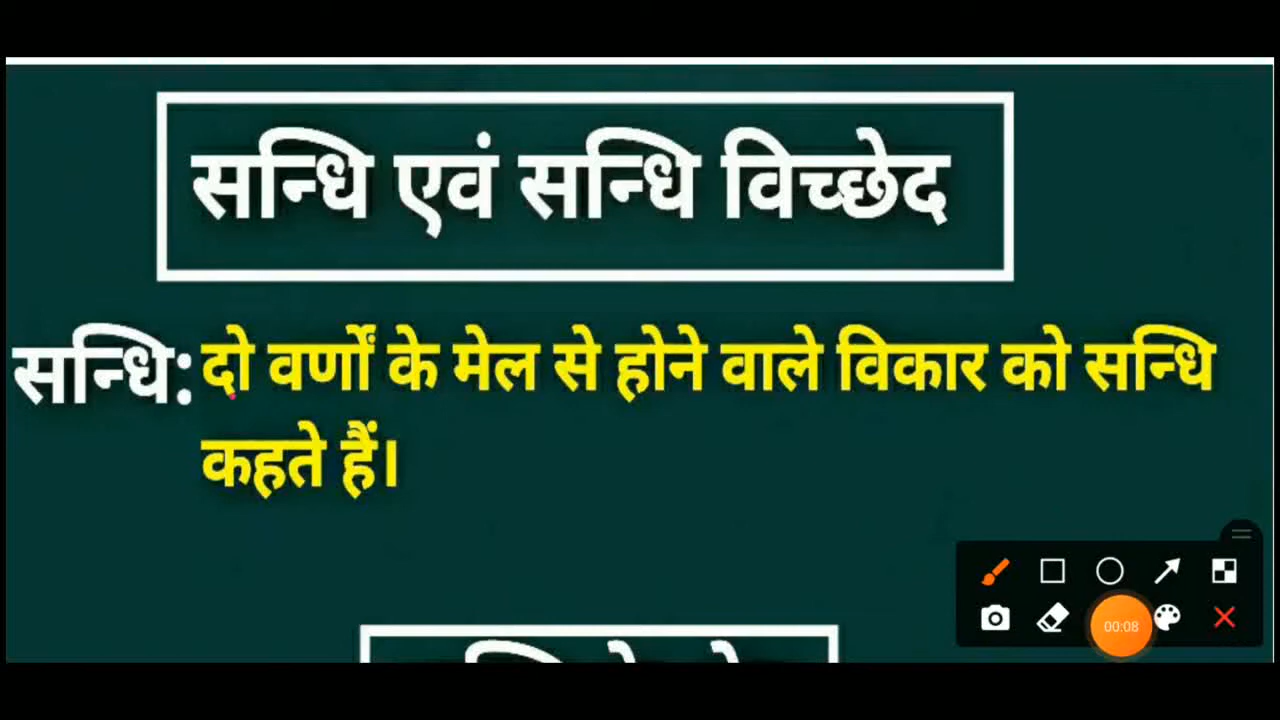 सन्धि एवं सन्धि विच्छेद
सन्धि: दो वर्णों के मेल से होने वाले विकार को सन्धि
कहते हैं।
00:08